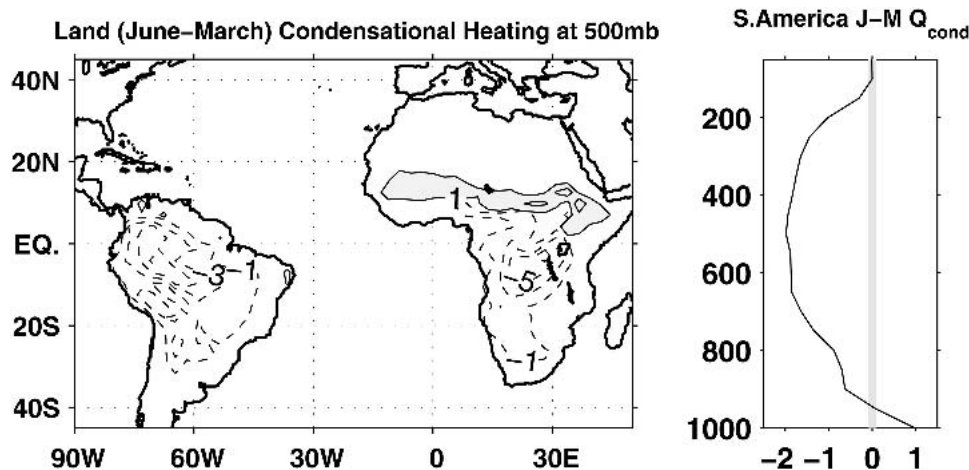 Land (June−March) Condensational Heating at 500mb
S.America J−M Q_cond
40N
20N
EQ.
20S
40S
1
−3
−1
−5
−1
90W 60W 30W 0 30E
200
400
600
800
1000
−2 −1 0 1